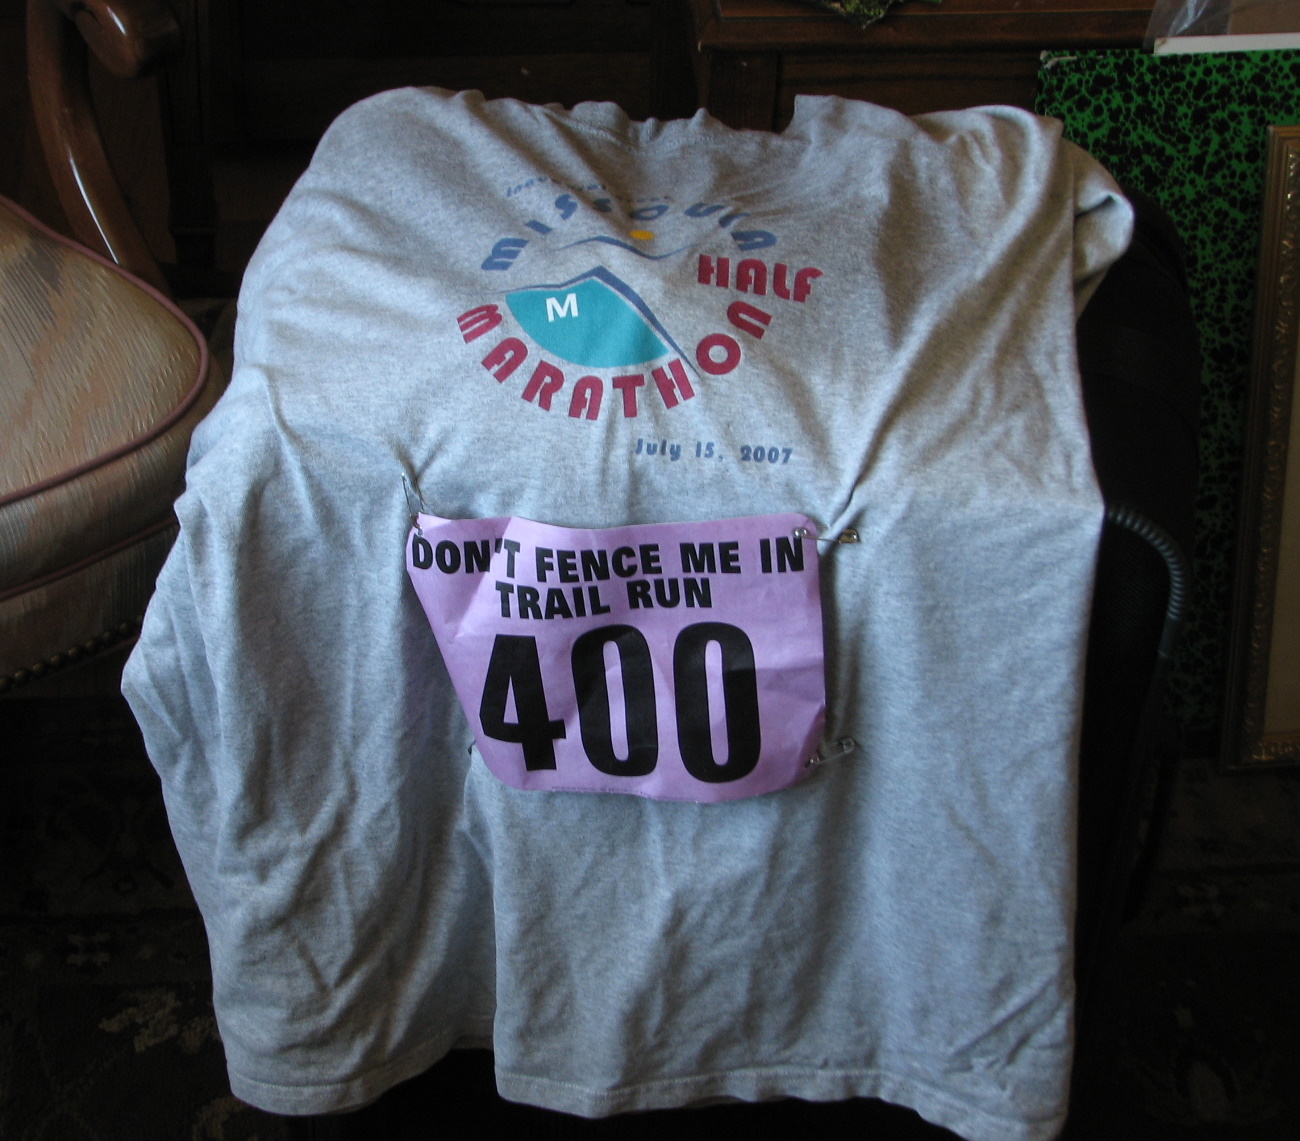 MISSOULA
HALF
MARATHON
M
July 15, 2007
DON'T FENCE ME IN
TRAIL RUN
400